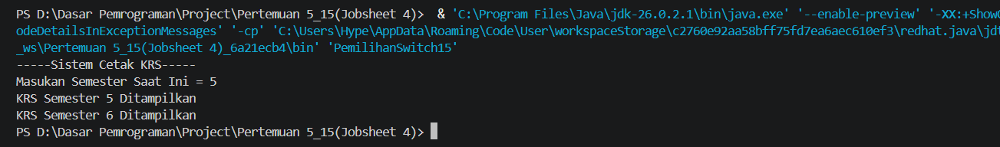 PS D:\Dasar Pemrograman\Project\Pertemuan 5_15(Jobsheet 4)>  & 'C:\Program Files\Java\jdk-26.0.2.1\bin\java.exe' '--enable-preview' '-XX:+ShowC
odeDetailsInExceptionMessages' '-cp' 'C:\Users\Hype\AppData\Roaming\Code\User\workspaceStorage\c2760e92aa58bff75fd7ea6aec610ef3\redhat.java\jdt
_ws\Pertemuan 5_15(Jobsheet 4)_6a21ecb4\bin' 'PemilihanSwitch15'
-----Sistem Cetak KRS-----
Masukan Semester Saat Ini = 5
KRS Semester 5 Ditampilkan
KRS Semester 6 Ditampilkan
PS D:\Dasar Pemrograman\Project\Pertemuan 5_15(Jobsheet 4)>